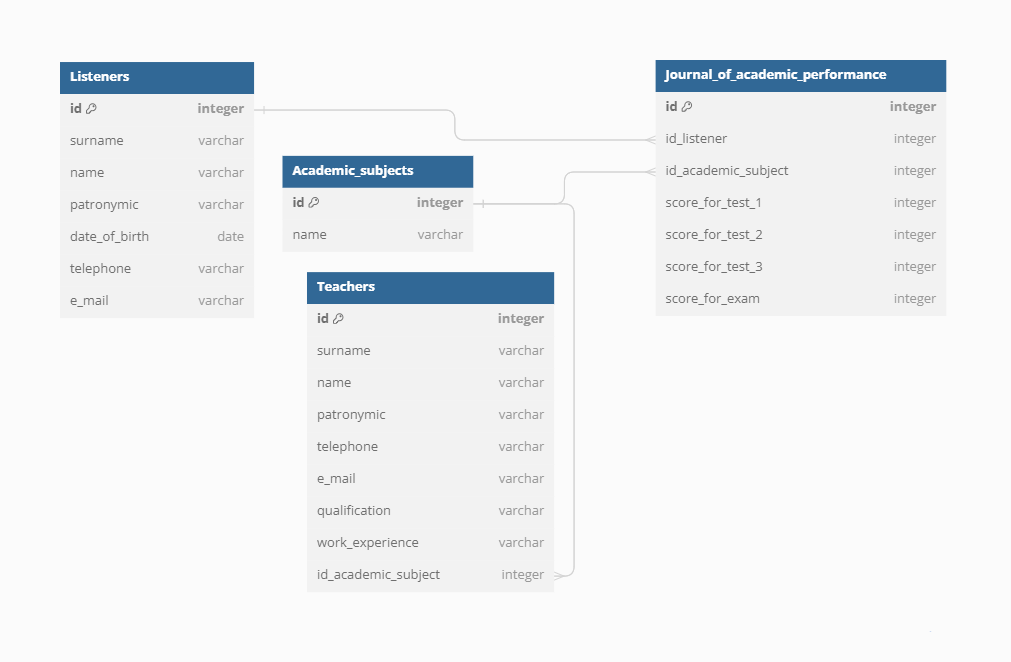 Listeners
id integer
surname varchar
name varchar
patronymic varchar
date_of_birth date
telephone varchar
e_mail varchar
Academic_subjects
id integer
name varchar
Teachers
id integer
surname varchar
name varchar
patronymic varchar
telephone varchar
e_mail varchar
qualification varchar
work_experience varchar
id_academic_subject integer
Journal_of_academic_performance
id integer
id_listener integer
id_academic_subject integer
score_for_test_1 integer
score_for_test_2 integer
score_for_test_3 integer
score_for_exam integer